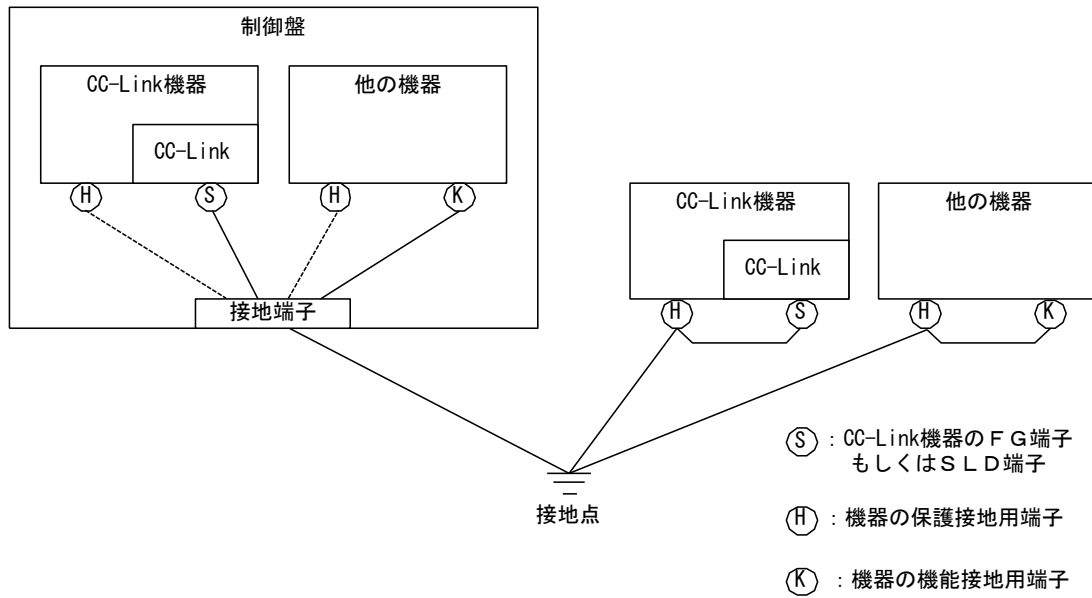 制御盤
CC-Link機器
他の機器
CC-Link
H
S
H
K
接地端子
CC-Link機器
他の機器
CC-Link
H
S
H
K
接地点
S : CC-Link機器のＦＧ端子
もしくはＳＬＤ端子
H : 機器の保護接地用端子
K : 機器の機能接地用端子